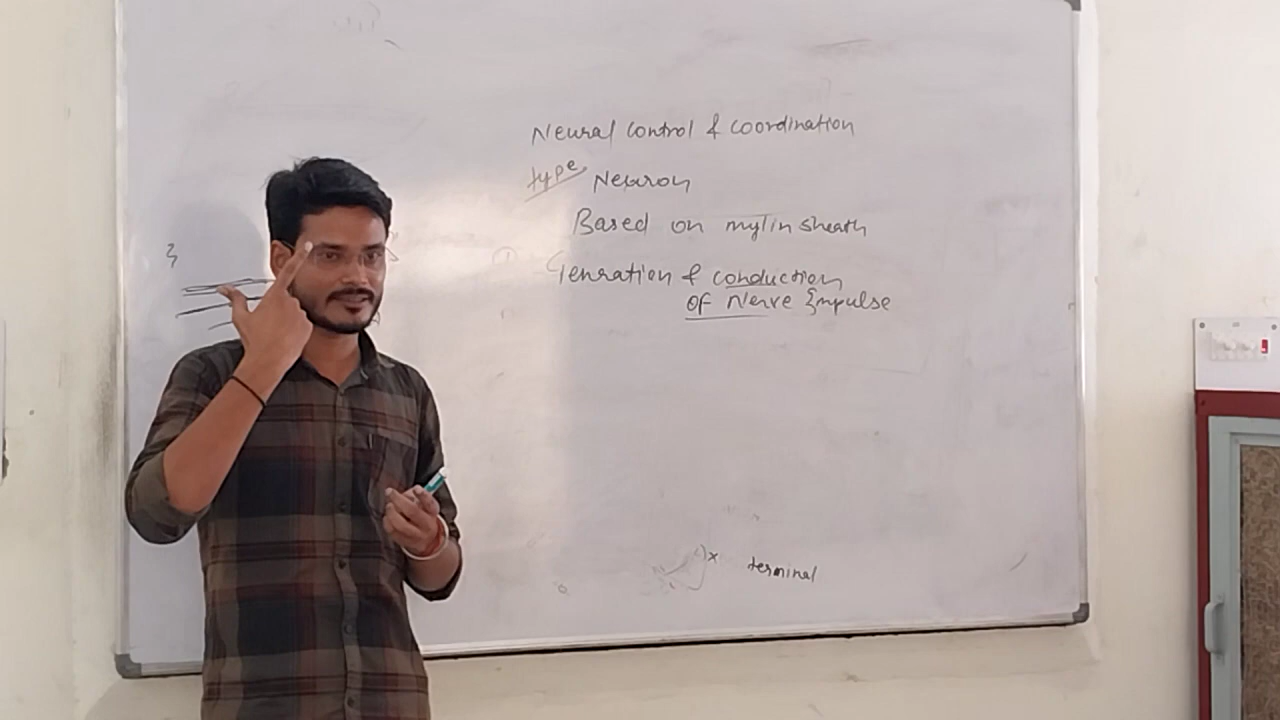 Neural control & coordination
type Neuron
Based on mylin sheath
Genration & conduction
of Nerve Impulse
x terminal